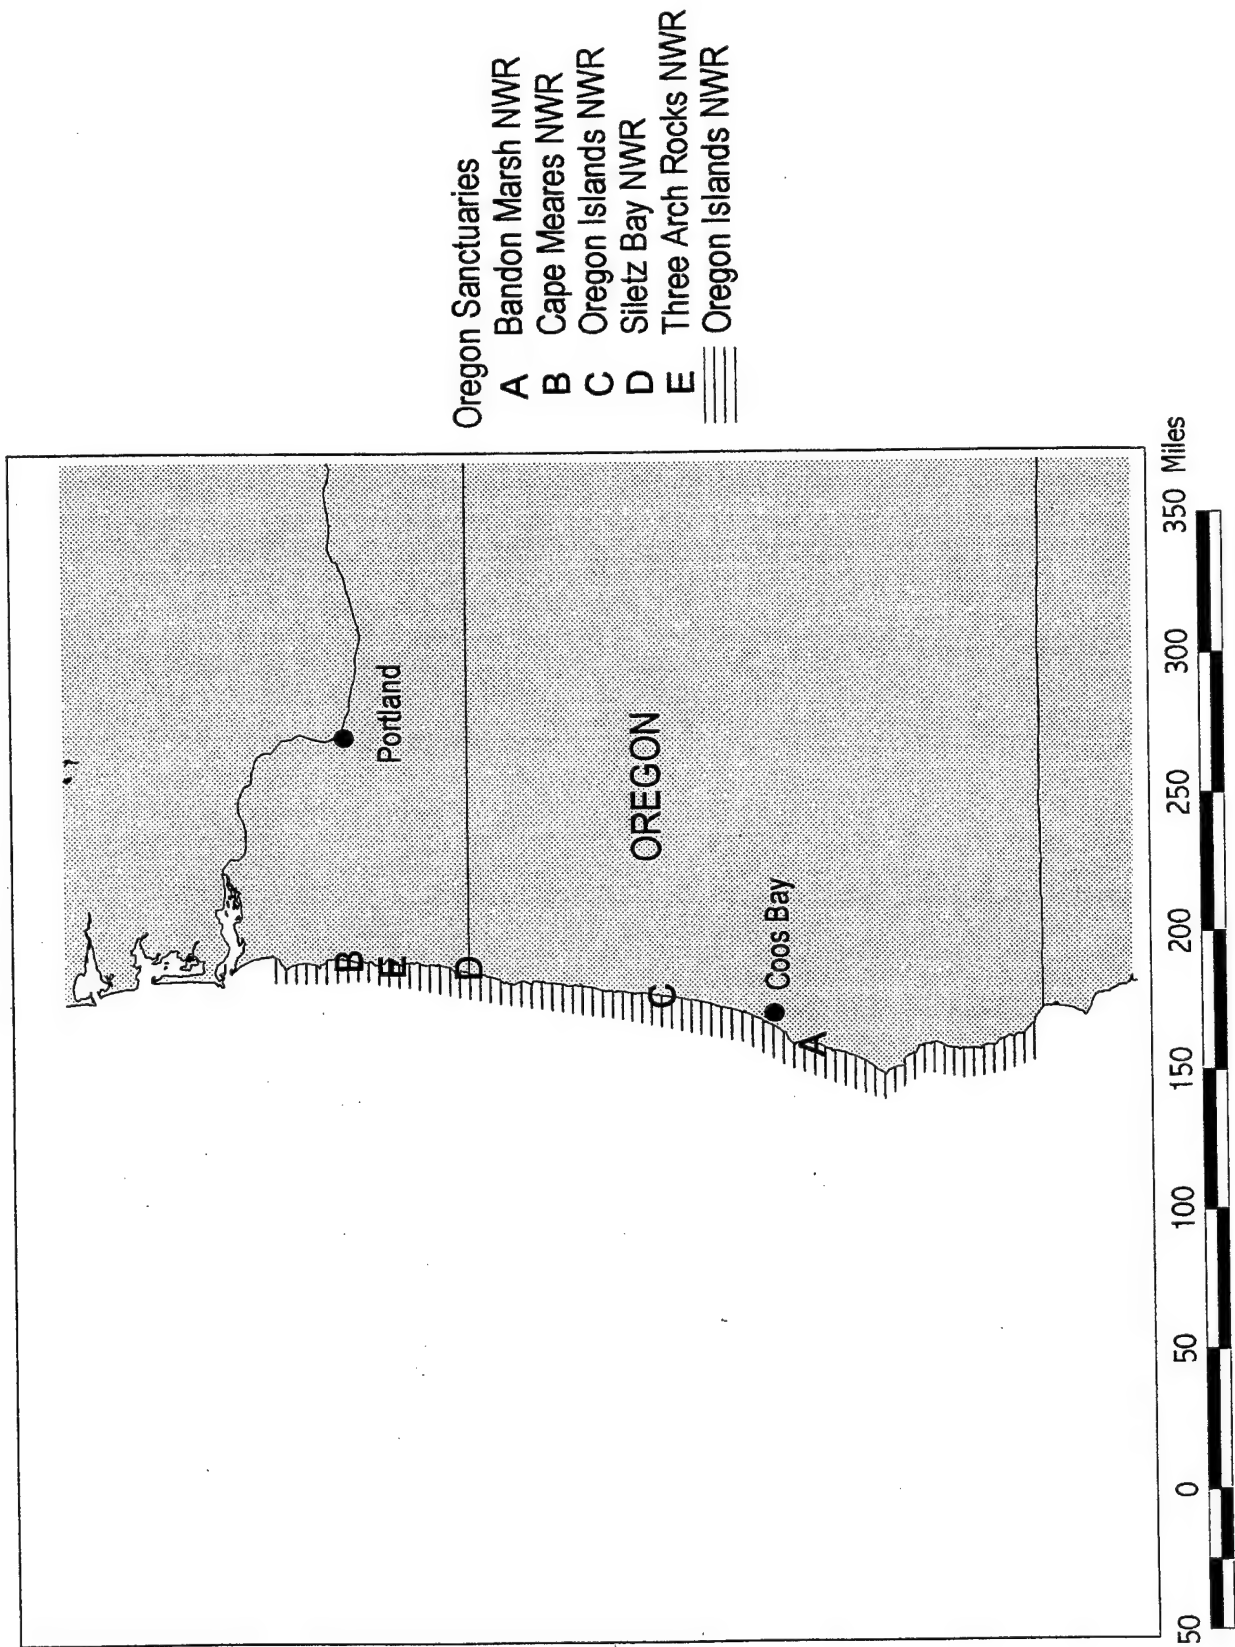 Portland
OREGON
Coos Bay
B
E
D
C
A
50 0 50 100 150 200 250 300 350 Miles
Oregon Sanctuaries
A Bandon Marsh NWR
B Cape Meares NWR
C Oregon Islands NWR
D Siletz Bay NWR
E Three Arch Rocks NWR
Oregon Islands NWR